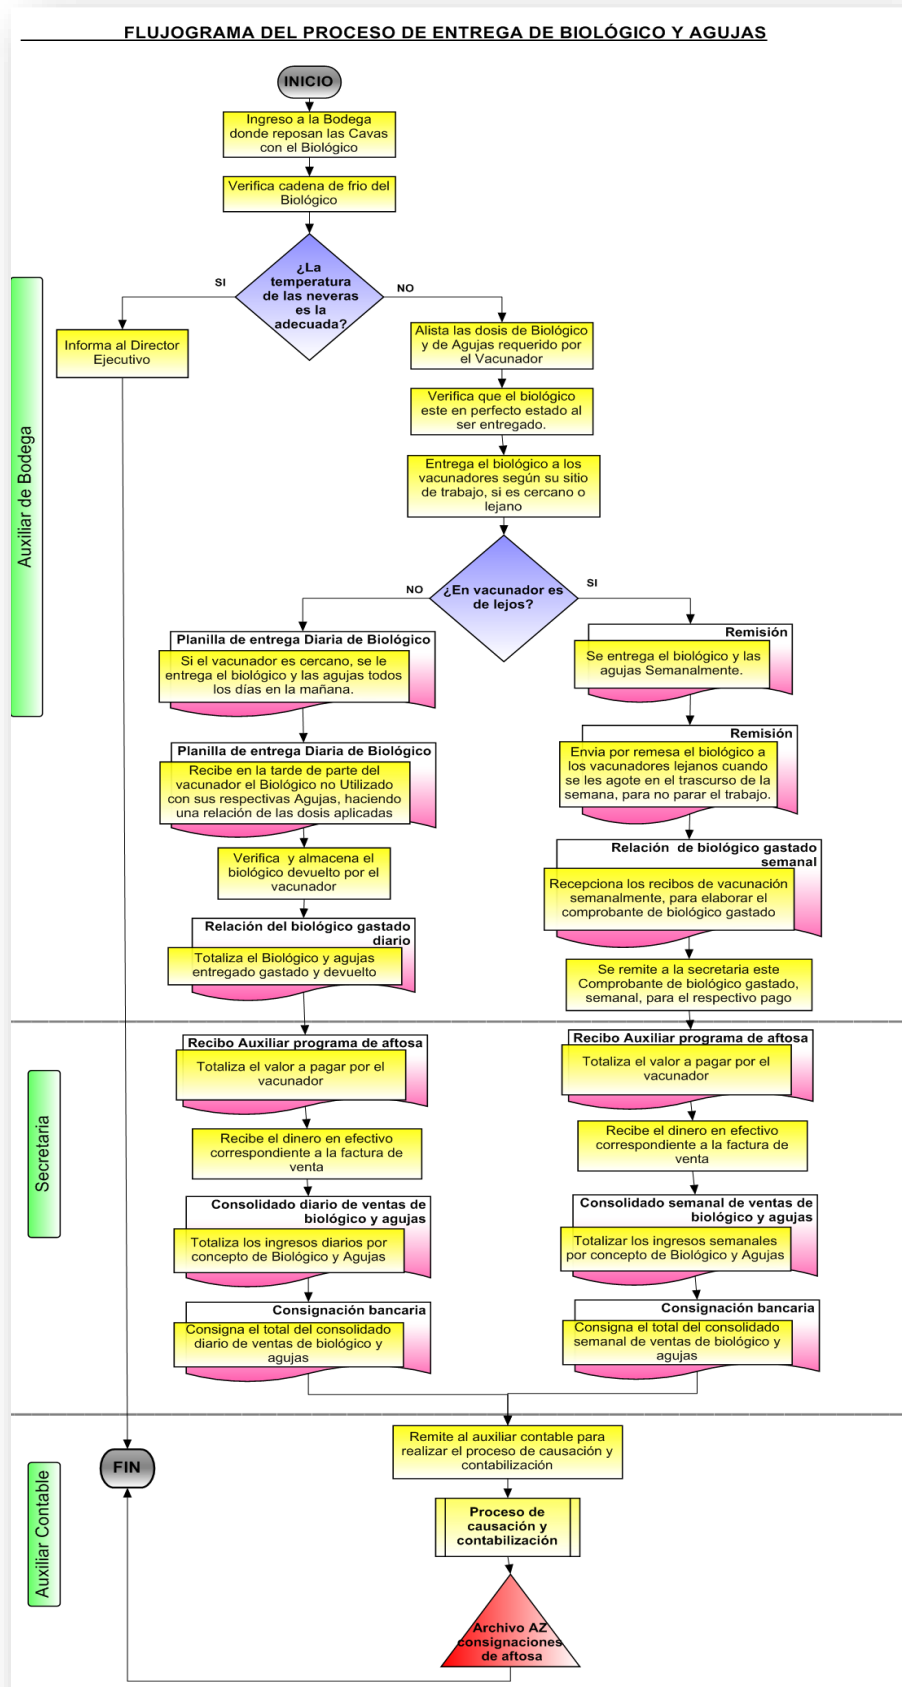 FLUJOGRAMA DEL PROCESO DE ENTREGA DE BIOLÓGICO Y AGUJAS
INICIO
Ingreso a la Bodega
donde reposan las Cavas
con el Biológico
Verifica cadena de frio del
Biológico
¿La
temperatura
de las neveras
es la
adecuada?
SI
NO
Informa al Director
Ejecutivo
Alista las dosis de Biológico
y de Agujas requerido por
el Vacunador
Verifica que el biológico
este en perfecto estado al
ser entregado.
Entrega el biológico a los
vacunadores según su sitio
de trabajo, si es cercano o
lejano
Auxiliar de Bodega
¿En vacunador es
de lejos?
NO
SI
Planilla de entrega Diaria de Biológico
Si el vacunador es cercano, se le
entrega el biológico y las agujas todos
los días en la mañana.
Remisión
Se entrega el biológico y las
agujas Semanalmente.
Planilla de entrega Diaria de Biológico
Recibe en la tarde de parte del
vacunador el Biológico no Utilizado
con sus respectivas Agujas, haciendo
una relación de las dosis aplicadas
Remisión
Envia por remesa el biológico a
los vacunadores lejanos cuando
se les agote en el trascurso de la
semana, para no parar el trabajo.
Verifica y almacena el
biológico devuelto por el
vacunador
Relación de biológico gastado
semanal
Recepciona los recibos de vacunación
semanalmente, para elaborar el
comprobante de biológico gastado
Relación del biológico gastado
diario
Totaliza el Biológico y agujas
entregado gastado y devuelto
Se remite a la secretaria este
Comprobante de biológico gastado,
semanal, para el respectivo pago
Secretaria
Recibo Auxiliar programa de aftosa
Totaliza el valor a pagar por el
vacunador
Recibo Auxiliar programa de aftosa
Totaliza el valor a pagar por el
vacunador
Recibe el dinero en efectivo
correspondiente a la factura de
venta
Recibe el dinero en efectivo
correspondiente a la factura de
venta
Consolidado diario de ventas de
biológico y agujas
Totaliza los ingresos diarios por
concepto de Biológico y Agujas
Consolidado semanal de ventas de
biológico y agujas
Totalizar los ingresos semanales
por concepto de Biológico y Agujas
Consignación bancaria
Consigna el total del consolidado
diario de ventas de biológico y
agujas
Consignación bancaria
Consigna el total del consolidado
semanal de ventas de biológico y
agujas
Auxiliar Contable
FIN
Remite al auxiliar contable para
realizar el proceso de causación y
contabilización
Proceso de
causación y
contabilización
Archivo AZ
consignaciones
de aftosa